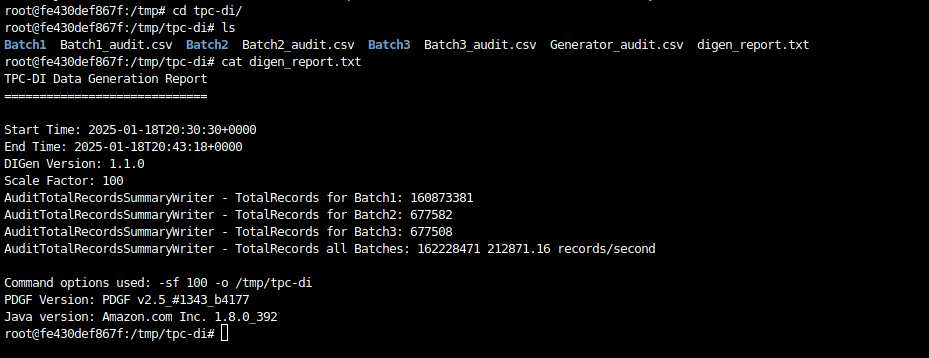 root@fe430def867f:/tmp# cd tpc-di/
root@fe430def867f:/tmp/tpc-di# ls
Batch1  Batch1_audit.csv  Batch2  Batch2_audit.csv  Batch3  Batch3_audit.csv  Generator_audit.csv  digen_report.txt
root@fe430def867f:/tmp/tpc-di# cat digen_report.txt
TPC-DI Data Generation Report
=============================

Start Time: 2025-01-18T20:30:30+0000
End Time: 2025-01-18T20:43:18+0000
DIGen Version: 1.1.0
Scale Factor: 100
AuditTotalRecordsSummaryWriter - TotalRecords for Batch1: 160873381
AuditTotalRecordsSummaryWriter - TotalRecords for Batch2: 677582
AuditTotalRecordsSummaryWriter - TotalRecords for Batch3: 677508
AuditTotalRecordsSummaryWriter - TotalRecords all Batches: 162228471 212871.16 records/second

Command options used: -sf 100 -o /tmp/tpc-di
PDGF Version: PDGF v2.5_#1343_b4177
Java version: Amazon.com Inc. 1.8.0_392
root@fe430def867f:/tmp/tpc-di#